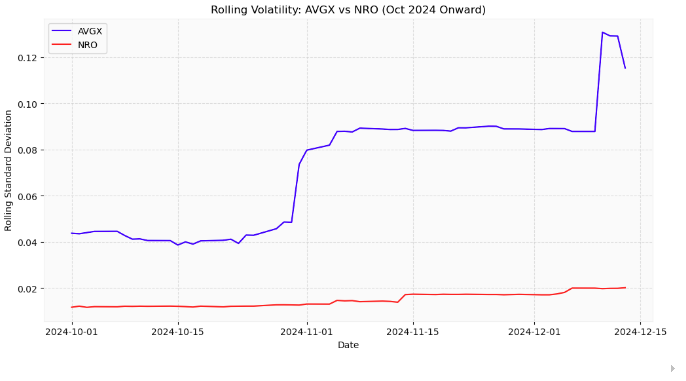 Rolling Volatility: AVGX vs NRO (Oct 2024 Onward)
AVGX
NRO
Rolling Standard Deviation
0.12
0.10
0.08
0.06
0.04
0.02
2024-10-01 2024-10-15 2024-11-01 2024-11-15 2024-12-01 2024-12-15
Date